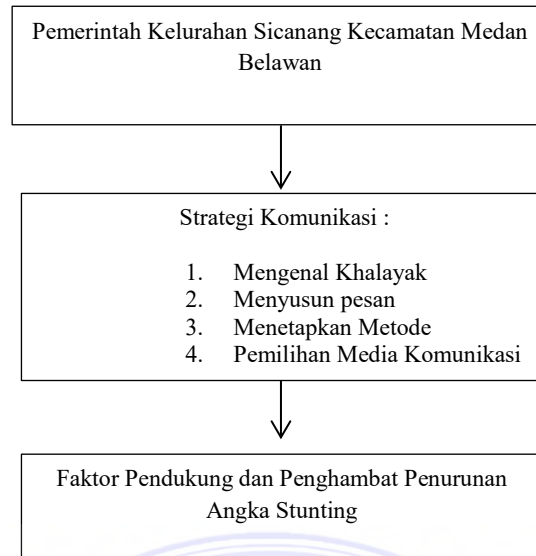 Pemerintah Kelurahan Sicanang Kecamatan Medan
Belawan
Strategi Komunikasi :
1. Mengenal Khalayak
2. Menyusun pesan
3. Menetapkan Metode
4. Pemilihan Media Komunikasi
Faktor Pendukung dan Penghambat Penurunan
Angka Stunting